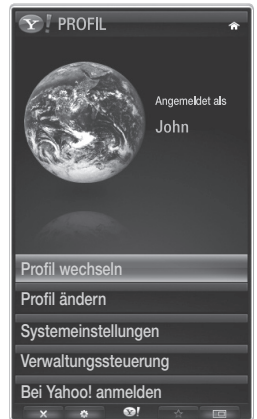 Y! PROFIL
Angemeldet als
John
Profil wechseln
Profil ändern
Systemeinstellungen
Verwaltungssteuerung
Bei Yahoo! anmelden
Y!